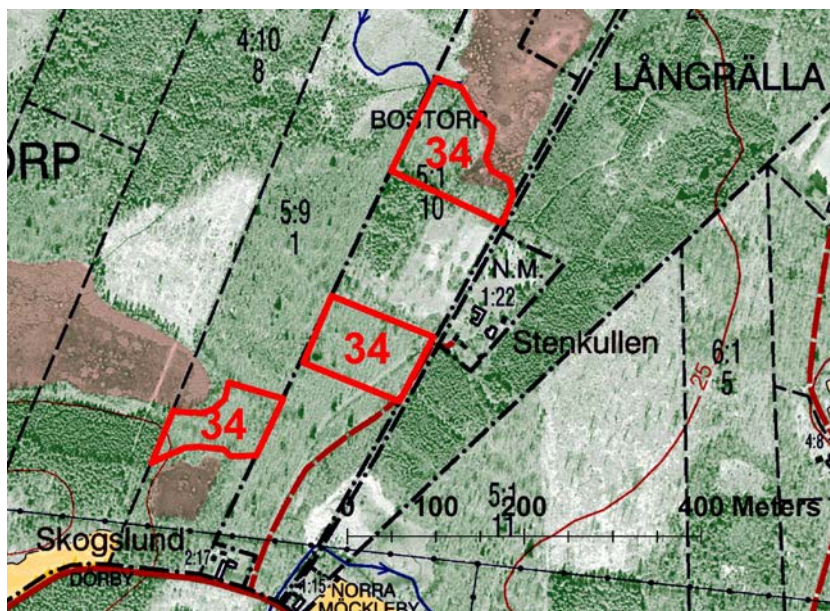 4:10
8
LÅNGRÄLLA
BOSTORP
34
5:1
10
ORP
5:9
1
N.M.
1:22
34
Stenkullen
6:1
5
25
34
4:8
5:1
11
0 100 200 400 Meters
Skogslund
2:17
DÖRBY
1:15
NORRA
MÖCKLEBY